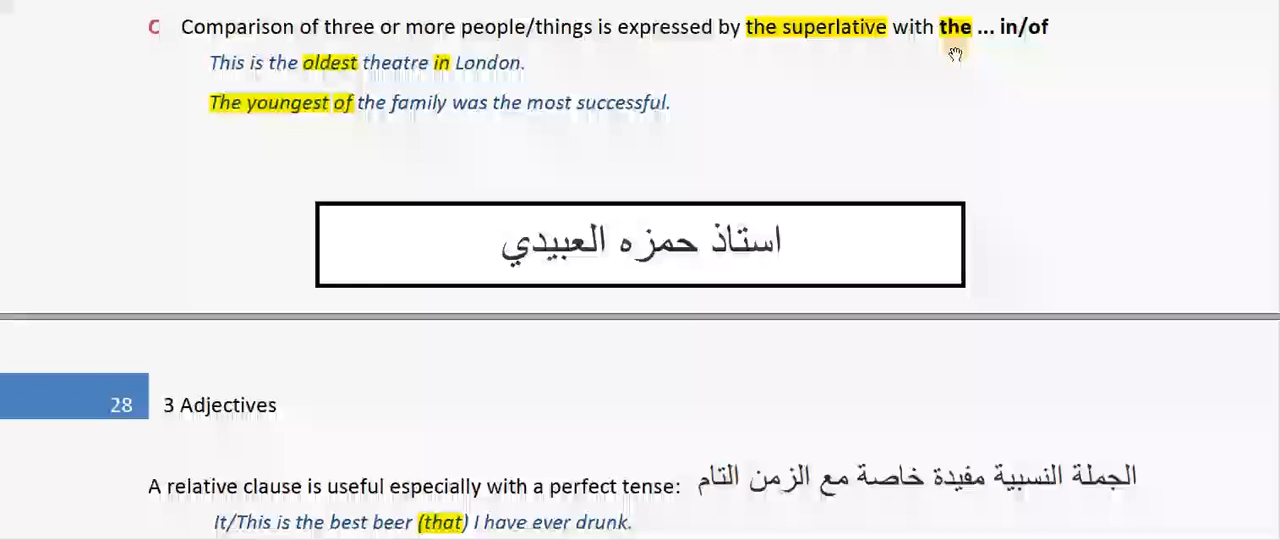 C Comparison of three or more people/things is expressed by the superlative with the ... in/of
This is the oldest theatre in London.
The youngest of the family was the most successful.
استاذ حمزه العبيدي
28 3 Adjectives
A relative clause is useful especially with a perfect tense: الجملة النسبية مفيدة خاصة مع الزمن التام
It/This is the best beer (that) I have ever drunk.